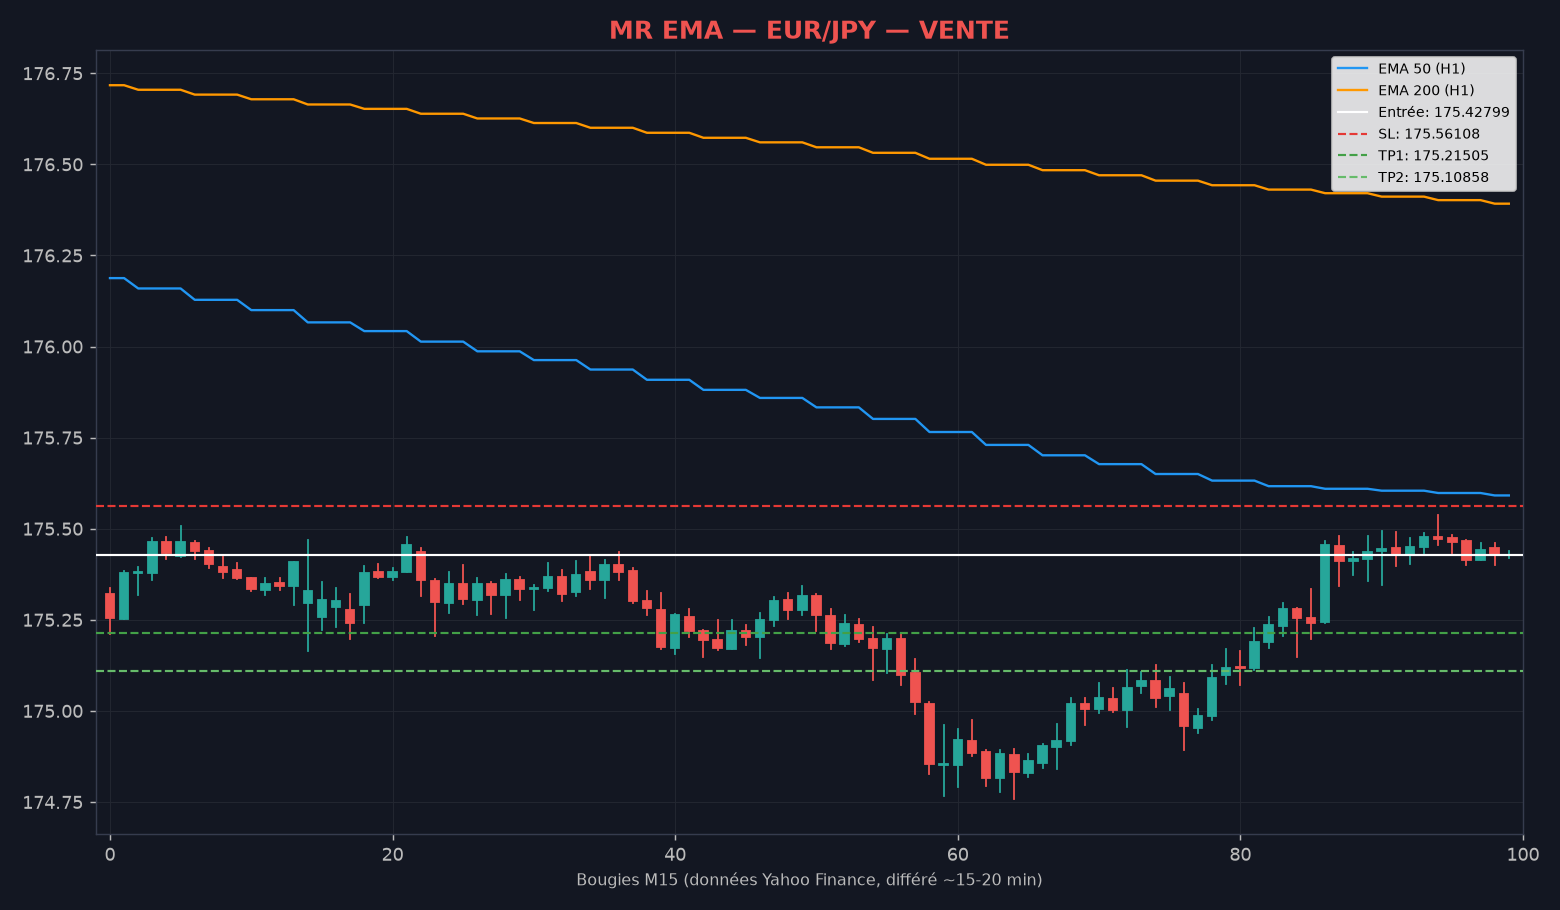 MR EMA — EUR/JPY — VENTE
EMA 50 (H1)
EMA 200 (H1)
Entrée: 175.42799
SL: 175.56108
TP1: 175.21505
TP2: 175.10858
176.75
176.50
176.25
176.00
175.75
175.50
175.25
175.00
174.75
0 20 40 60 80 100
Bougies M15 (données Yahoo Finance, différé ~15-20 min)